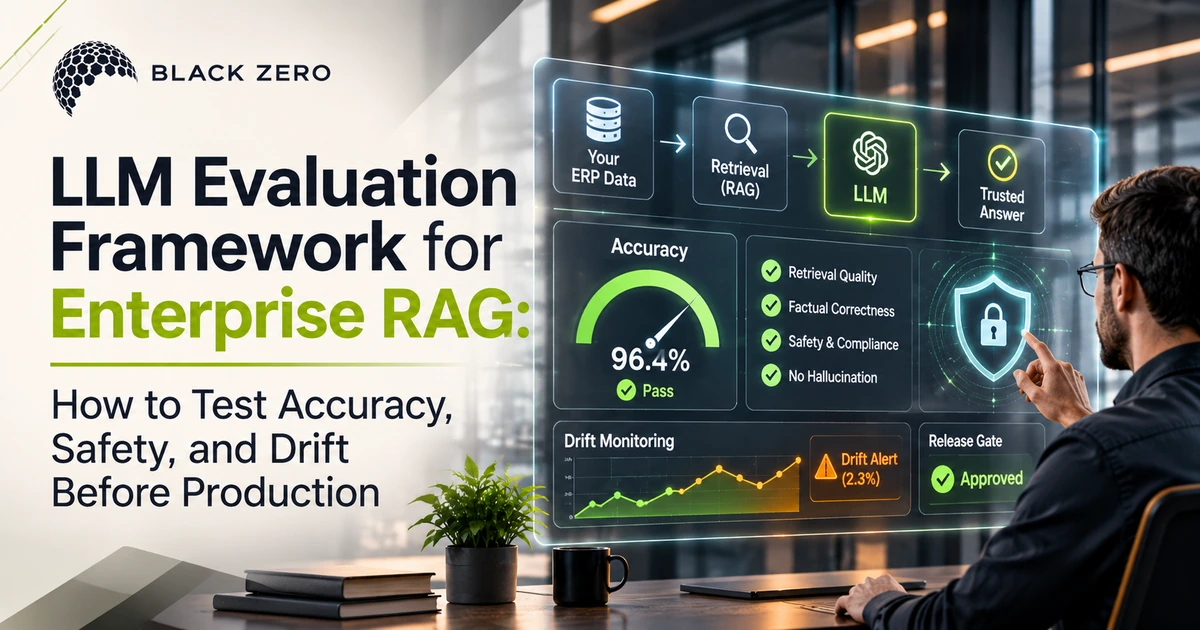 BLACK ZERO
LLM Evaluation
Framework for
Enterprise RAG:
How to Test Accuracy,
Safety, and Drift
Before Production
Your
ERP Data
Retrieval
(RAG)
LLM
Trusted
Answer
Accuracy
96.4%
Pass
Retrieval Quality
Factual Correctness
Safety & Compliance
No Hallucination
Drift Monitoring
Drift Alert
(2.3%)
Release Gate
Approved